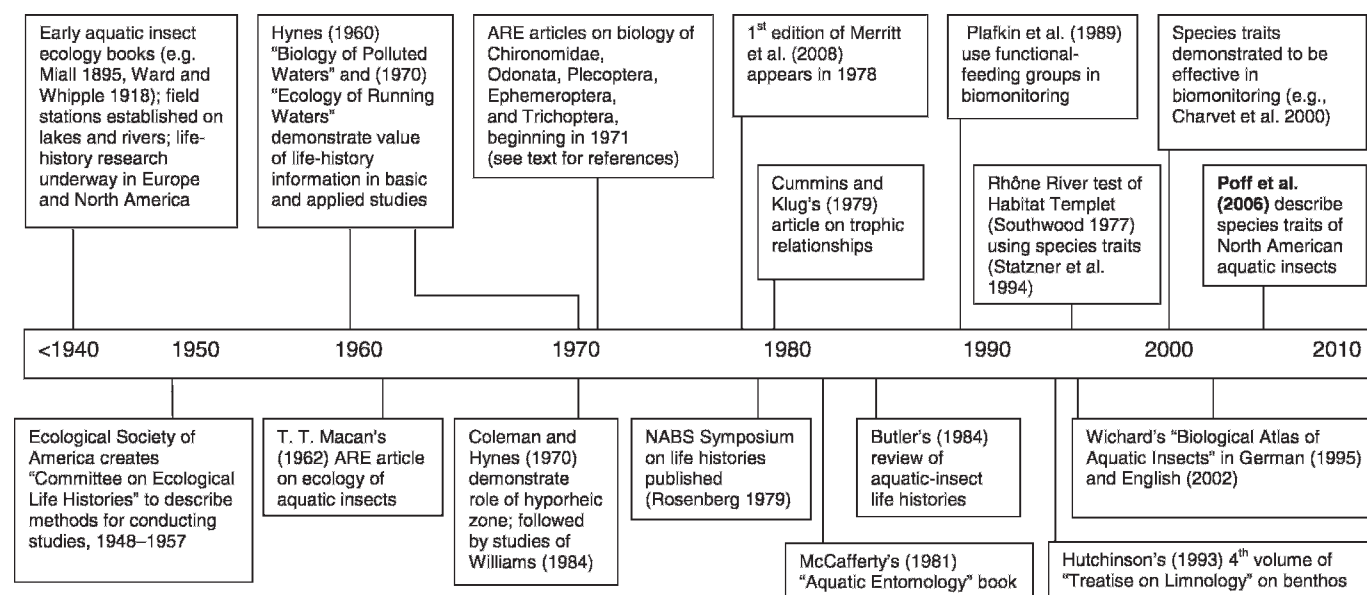 Early aquatic insect
ecology books (e.g.
Miall 1895, Ward and
Whipple 1918); field
stations established on
lakes and rivers; life-
history research
underway in Europe
and North America
Hynes (1960)
“Biology of Polluted
Waters” and (1970)
“Ecology of Running
Waters”
demonstrate value
of life-history
information in basic
and applied studies
ARE articles on biology of
Chironomidae,
Odonata, Plecoptera,
Ephemeroptera,
and Trichoptera,
beginning in 1971
(see text for references)
1st edition of Merritt
et al. (2008)
appears in 1978
Cummins and
Klug's (1979)
article on trophic
relationships
Plafkin et al. (1989)
use functional-
feeding groups in
biomonitoring
Rhône River test of
Habitat Templet
(Southwood 1977)
using species traits
(Statzner et al.
1994)
Species traits
demonstrated to be
effective in
biomonitoring (e.g.,
Charvet et al. 2000)
Poff et al.
(2006) describe
species traits of
North American
aquatic insects
<1940 1950 1960 1970 1980 1990 2000 2010
Ecological Society of
America creates
“Committee on Ecological
Life Histories” to describe
methods for conducting
studies, 1948–1957
T. T. Macan's
(1962) ARE article
on ecology of
aquatic insects
Coleman and
Hynes (1970)
demonstrate
role of hyporheic
zone; followed
by studies of
Williams (1984)
NABS Symposium
on life histories
published
(Rosenberg 1979)
McCafferty's (1981)
“Aquatic Entomology” book
Butler's (1984)
review of
aquatic-insect
life histories
Hutchinson's (1993) 4th volume of
“Treatise on Limnology” on benthos
Wichard's “Biological Atlas of
Aquatic Insects” in German (1995)
and English (2002)